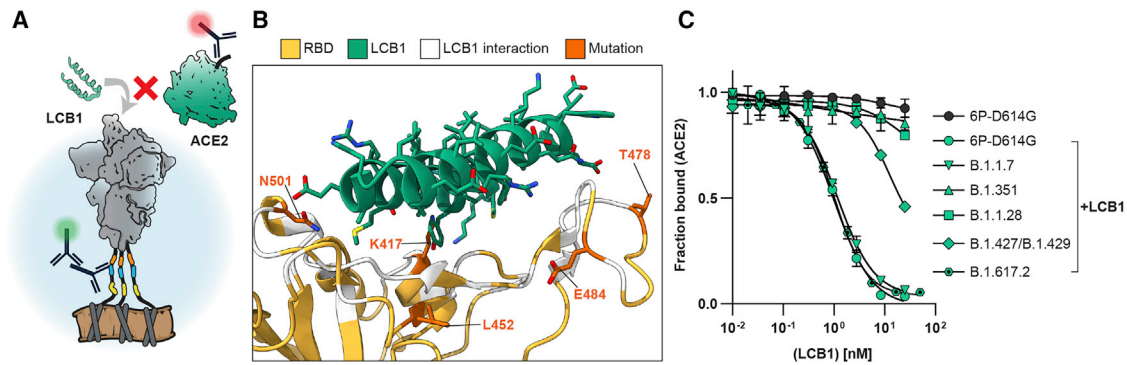 A
LCB1
ACE2
B
RBD
LCB1
LCB1 interaction
Mutation
N501
T478
K417
E484
L452
C
Fraction bound (ACE2)
1.0
0.5
0.0
10⁻²
10⁻¹
10⁰
10¹
10²
(LCB1) [nM]
6P-D614G
6P-D614G
B.1.1.7
B.1.351
B.1.1.28
B.1.427/B.1.429
B.1.617.2
+LCB1